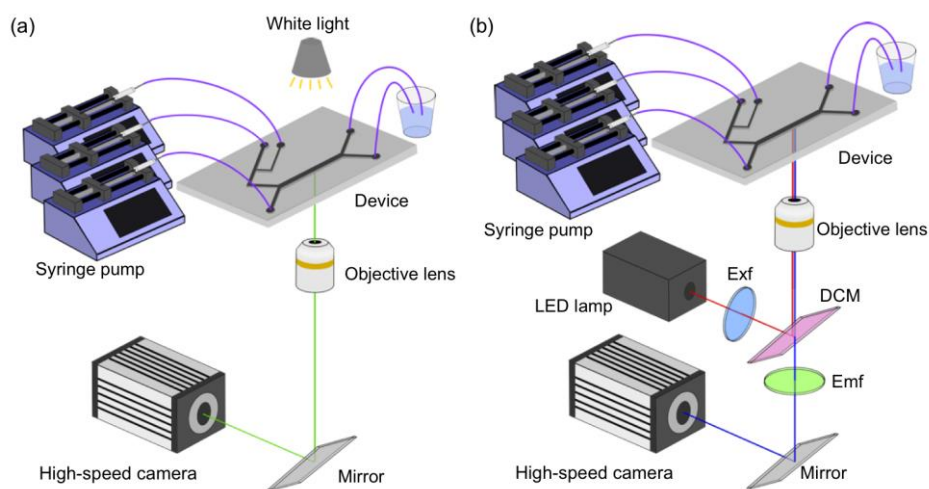 (a)
White light
Device
Syringe pump
Objective lens
High-speed camera
Mirror
(b)
Device
Syringe pump
Objective lens
Exf
LED lamp
DCM
Emf
High-speed camera
Mirror